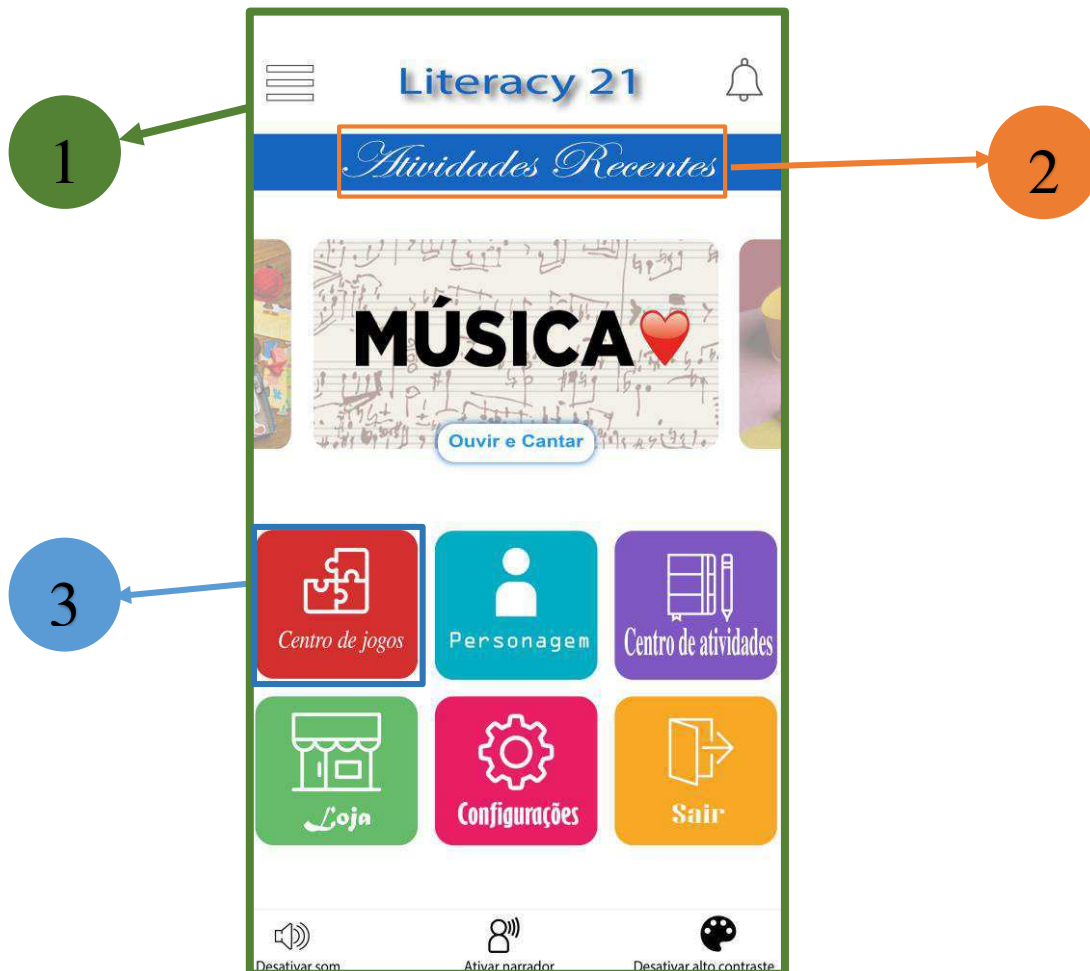 Literacy 21
1
Atividades Recentes
2
MÚSICA
Ouvir e Cantar
3
Centro de jogos
Personagem
Centro de atividades
Loja
Configurações
Sair
Desativar som
Ativar narrador
Desativar alto contraste